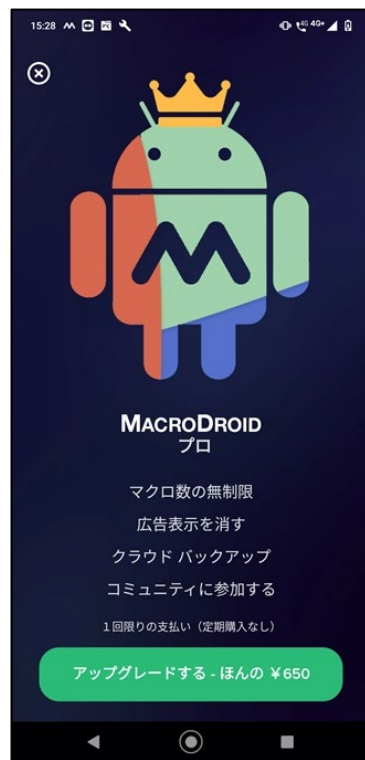 15:28
4G 4G+
M
MACRODROID
プロ
マクロ数の無制限
広告表示を消す
クラウド バックアップ
コミュニティに参加する
1回限りの支払い（定期購入なし）
アップグレードする - ほんの ￥650